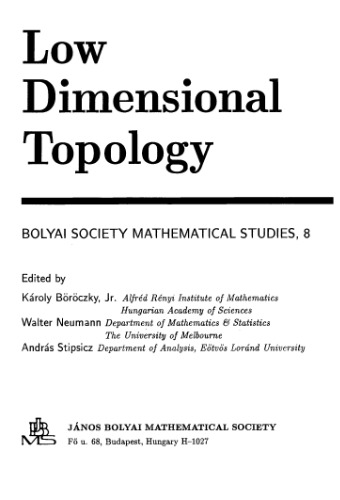 Low
Dimensional
Topology
BOLYAI SOCIETY MATHEMATICAL STUDIES, 8
Edited by
Károly Böröczky, Jr. Alfréd Rényi Institute of Mathematics
Hungarian Academy of Sciences
Walter Neumann Department of Mathematics & Statistics
The University of Melbourne
András Stipsicz Department of Analysis, Eötvös Loránd University
JÁNOS BOLYAI MATHEMATICAL SOCIETY
Fő u. 68, Budapest, Hungary H–1027